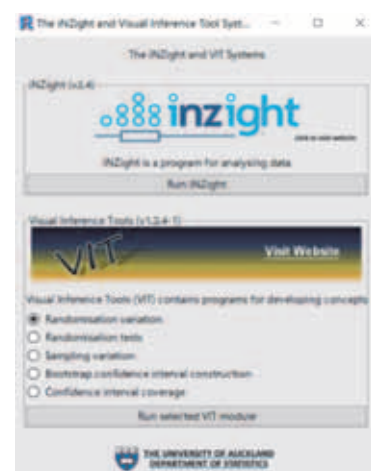 The iNZight and Visual Inference Tool Syst...
The iNZight and VIT Systems
iNZight (v2.4)
inzight
iNZight is a program for analysing data
Run iNZight
Visual Inference Tools (v1.2.4-1)
VIT
Visit Website
Visual Inference Tools (VIT) contains programs for developing concepts
Randomisation variation
Randomisation tests
Sampling variation
Bootstrap confidence interval construction
Confidence interval coverage
Run selected VIT module
THE UNIVERSITY OF AUCKLAND
DEPARTMENT OF STATISTICS